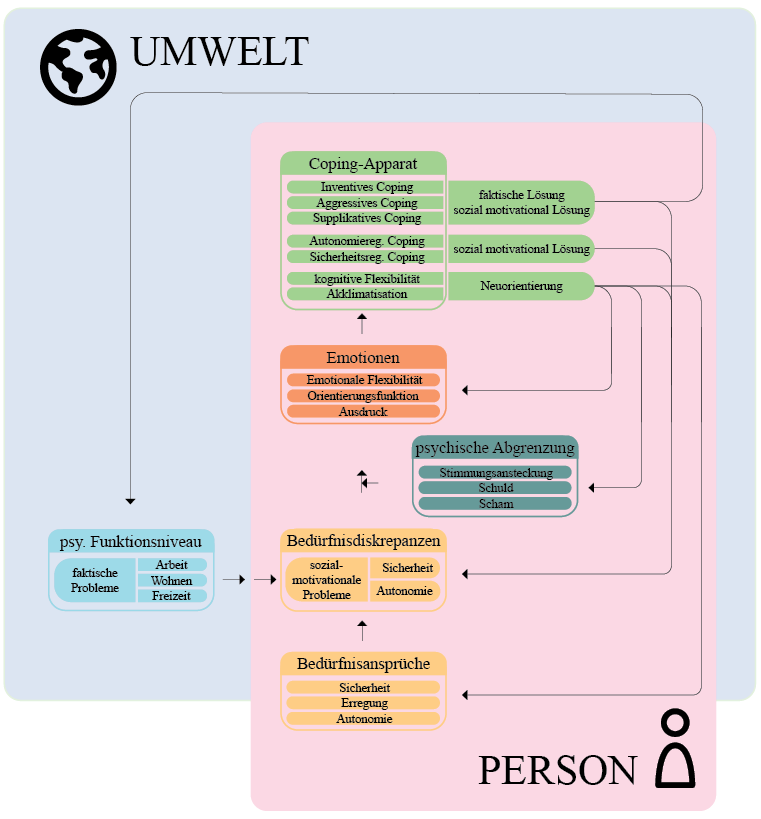 UMWELT
Coping-Apparat
Inventives Coping
Aggressives Coping
Supplikatives Coping
faktische Lösung
sozial motivational Lösung
Autonomiereg. Coping
Sicherheitsreg. Coping
sozial motivational Lösung
kognitive Flexibilität
Akklimatisation
Neuorientierung
Emotionen
Emotionale Flexibilität
Orientierungsfunktion
Ausdruck
psychische Abgrenzung
Stimmungsansteckung
Schuld
Scham
psy. Funktionsniveau
faktische
Probleme
Arbeit
Wohnen
Freizeit
Bedürfnisdiskrepanzen
sozial-
motivationale
Probleme
Sicherheit
Autonomie
Bedürfnisansprüche
Sicherheit
Erregung
Autonomie
PERSON